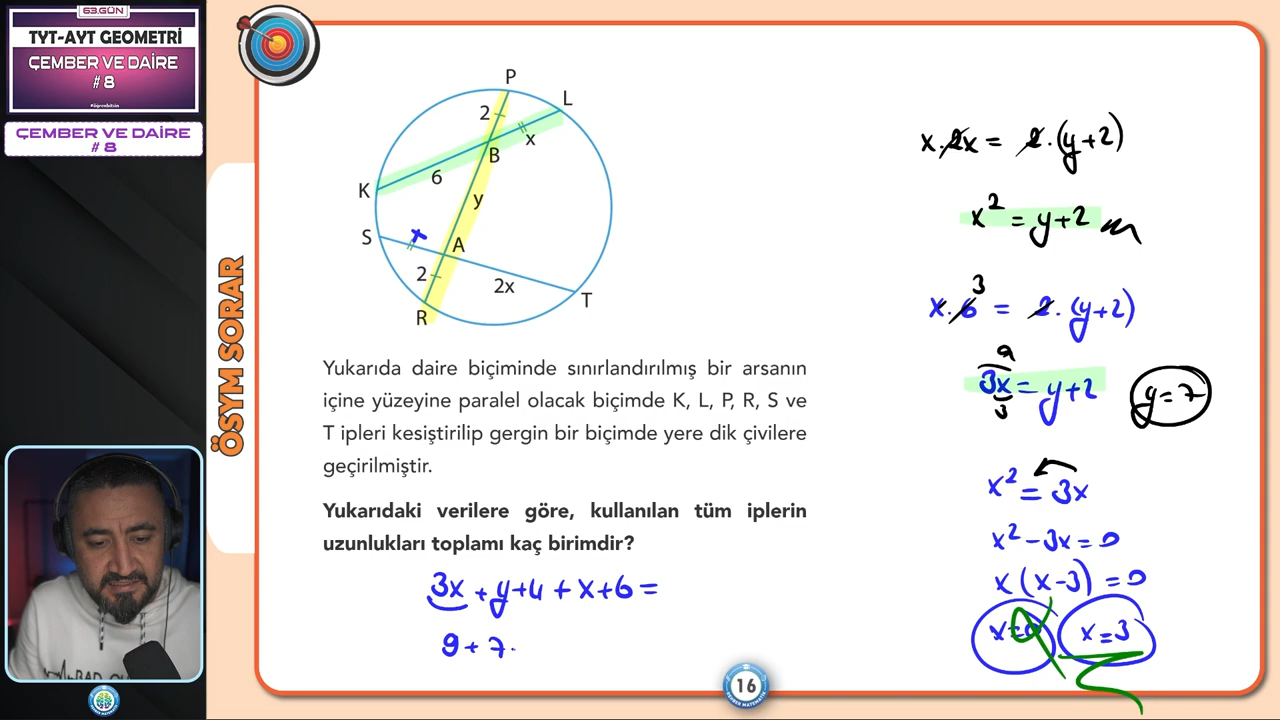 63.GÜN
TYT-AYT GEOMETRİ
ÇEMBER VE DAİRE
#8
#öğrenbitsin
ÇEMBER VE DAİRE
#8
ÖSYM SORAR
P
L
2
x
B
K
6
y
S
x
A
2
2x
T
R
Yukarıda daire biçiminde sınırlandırılmış bir arsanın
içine yüzeyine paralel olacak biçimde K, L, P, R, S ve
T ipleri kesiştirilip gergin bir biçimde yere dik çivilere
geçirilmiştir.
Yukarıdaki verilere göre, kullanılan tüm iplerin
uzunlukları toplamı kaç birimdir?
3x + y+4 + x+6 =
9 + 7
x.2x = 2.(y+2)
x² = y+2
3
x.6 = 2.(y+2)
9
3x = y+2
3
y=7
x² = 3x
x² - 3x = 0
x(x-3) = 0
x=0 x=3
16